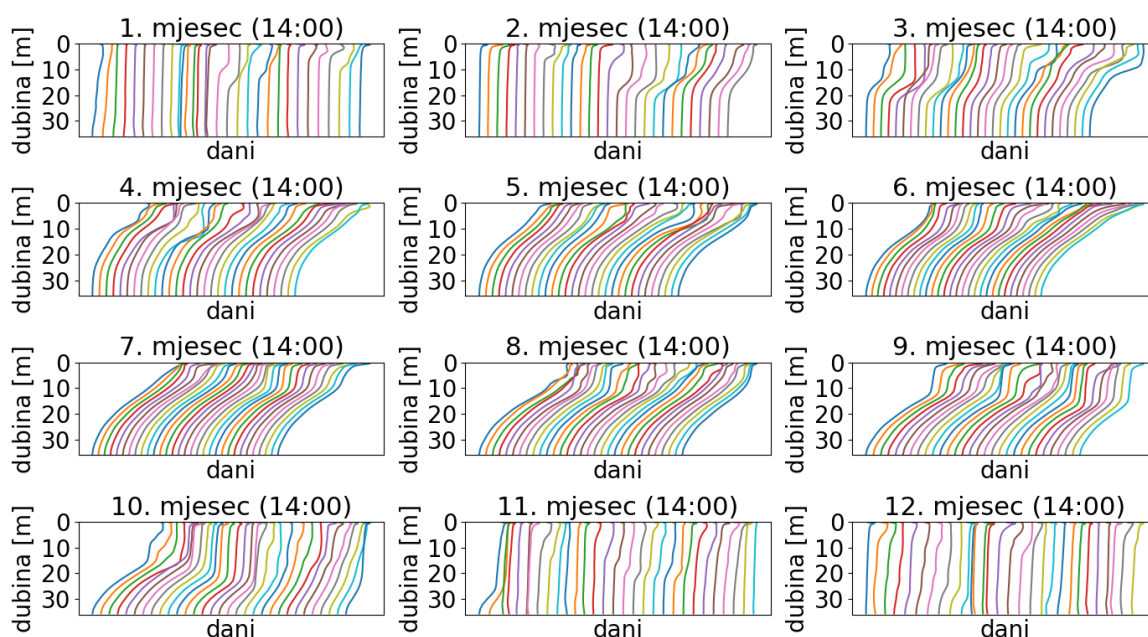 1. mjesec (14:00)
2. mjesec (14:00)
3. mjesec (14:00)
dubina [m]
0
10
20
30
dani
dubina [m]
0
10
20
30
dani
dubina [m]
0
10
20
30
dani
4. mjesec (14:00)
5. mjesec (14:00)
6. mjesec (14:00)
dubina [m]
0
10
20
30
dani
dubina [m]
0
10
20
30
dani
dubina [m]
0
10
20
30
dani
7. mjesec (14:00)
8. mjesec (14:00)
9. mjesec (14:00)
dubina [m]
0
10
20
30
dani
dubina [m]
0
10
20
30
dani
dubina [m]
0
10
20
30
dani
10. mjesec (14:00)
11. mjesec (14:00)
12. mjesec (14:00)
dubina [m]
0
10
20
30
dani
dubina [m]
0
10
20
30
dani
dubina [m]
0
10
20
30
dani